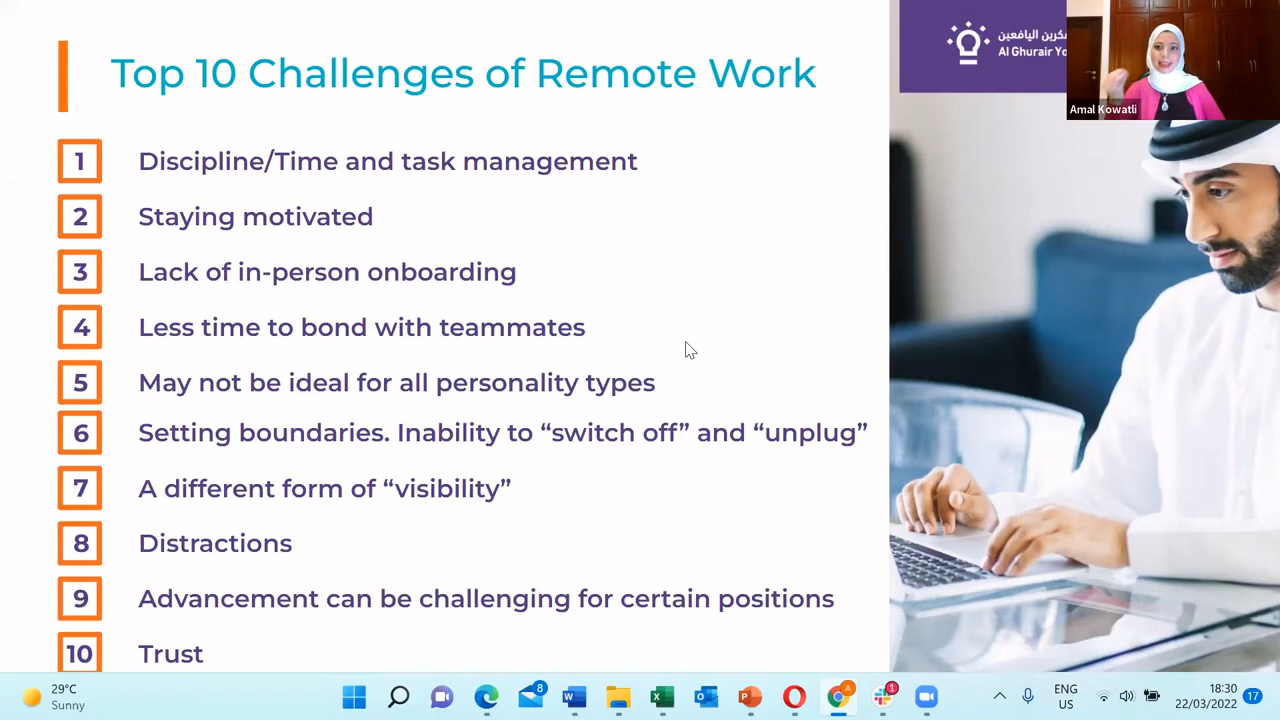 Top 10 Challenges of Remote Work
1 Discipline/Time and task management
2 Staying motivated
3 Lack of in-person onboarding
4 Less time to bond with teammates
5 May not be ideal for all personality types
6 Setting boundaries. Inability to “switch off” and “unplug”
7 A different form of “visibility”
8 Distractions
9 Advancement can be challenging for certain positions
10 Trust
اليافعين
Al Ghurair
Amal Kowatli
29°C
Sunny
8
A
1
ENG
US
18:30
22/03/2022
17